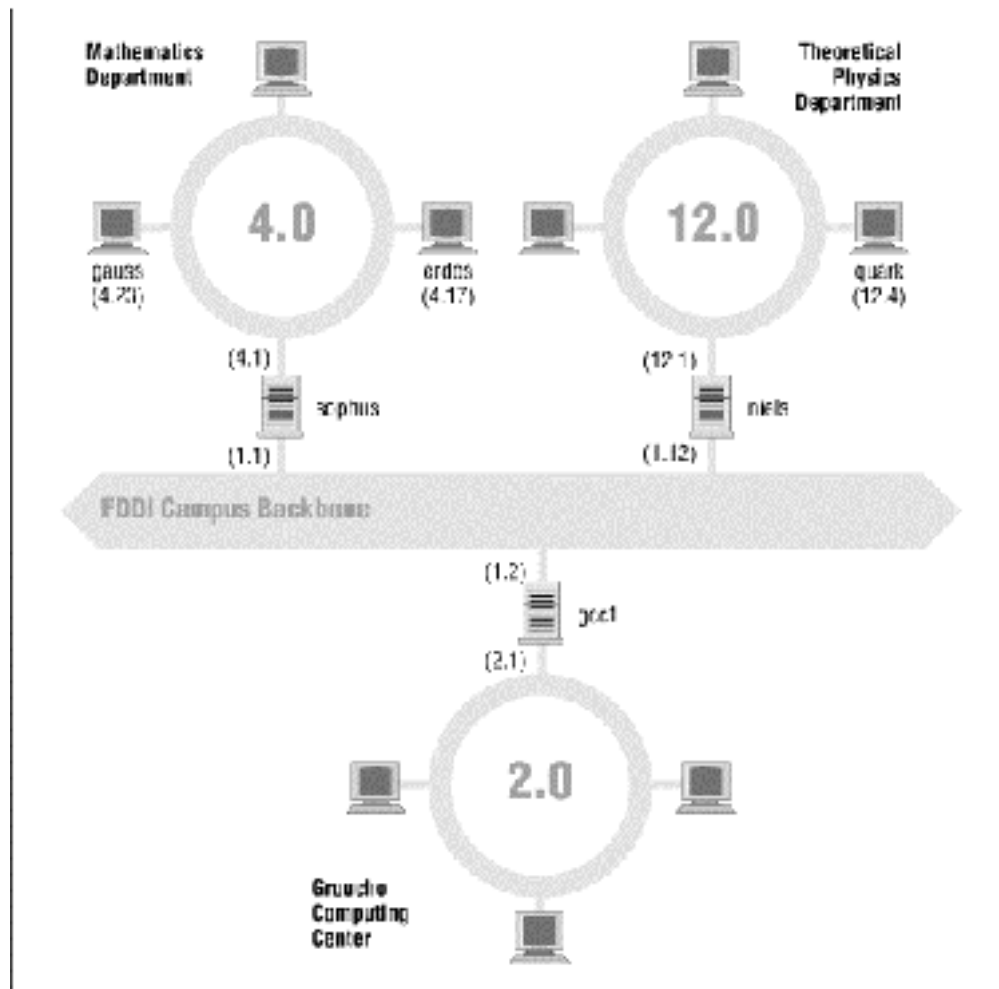 Mathematics
Department
Theoretical
Physics
Department
4.0
12.0
gauss
(4.23)
erdos
(4.17)
quark
(12.4)
(4.1)
(12.1)
sophus
niels
(1.1)
(1.12)
FDDI Campus Backbone
(1.2)
gcc1
(2.1)
2.0
Groucho
Computing
Center